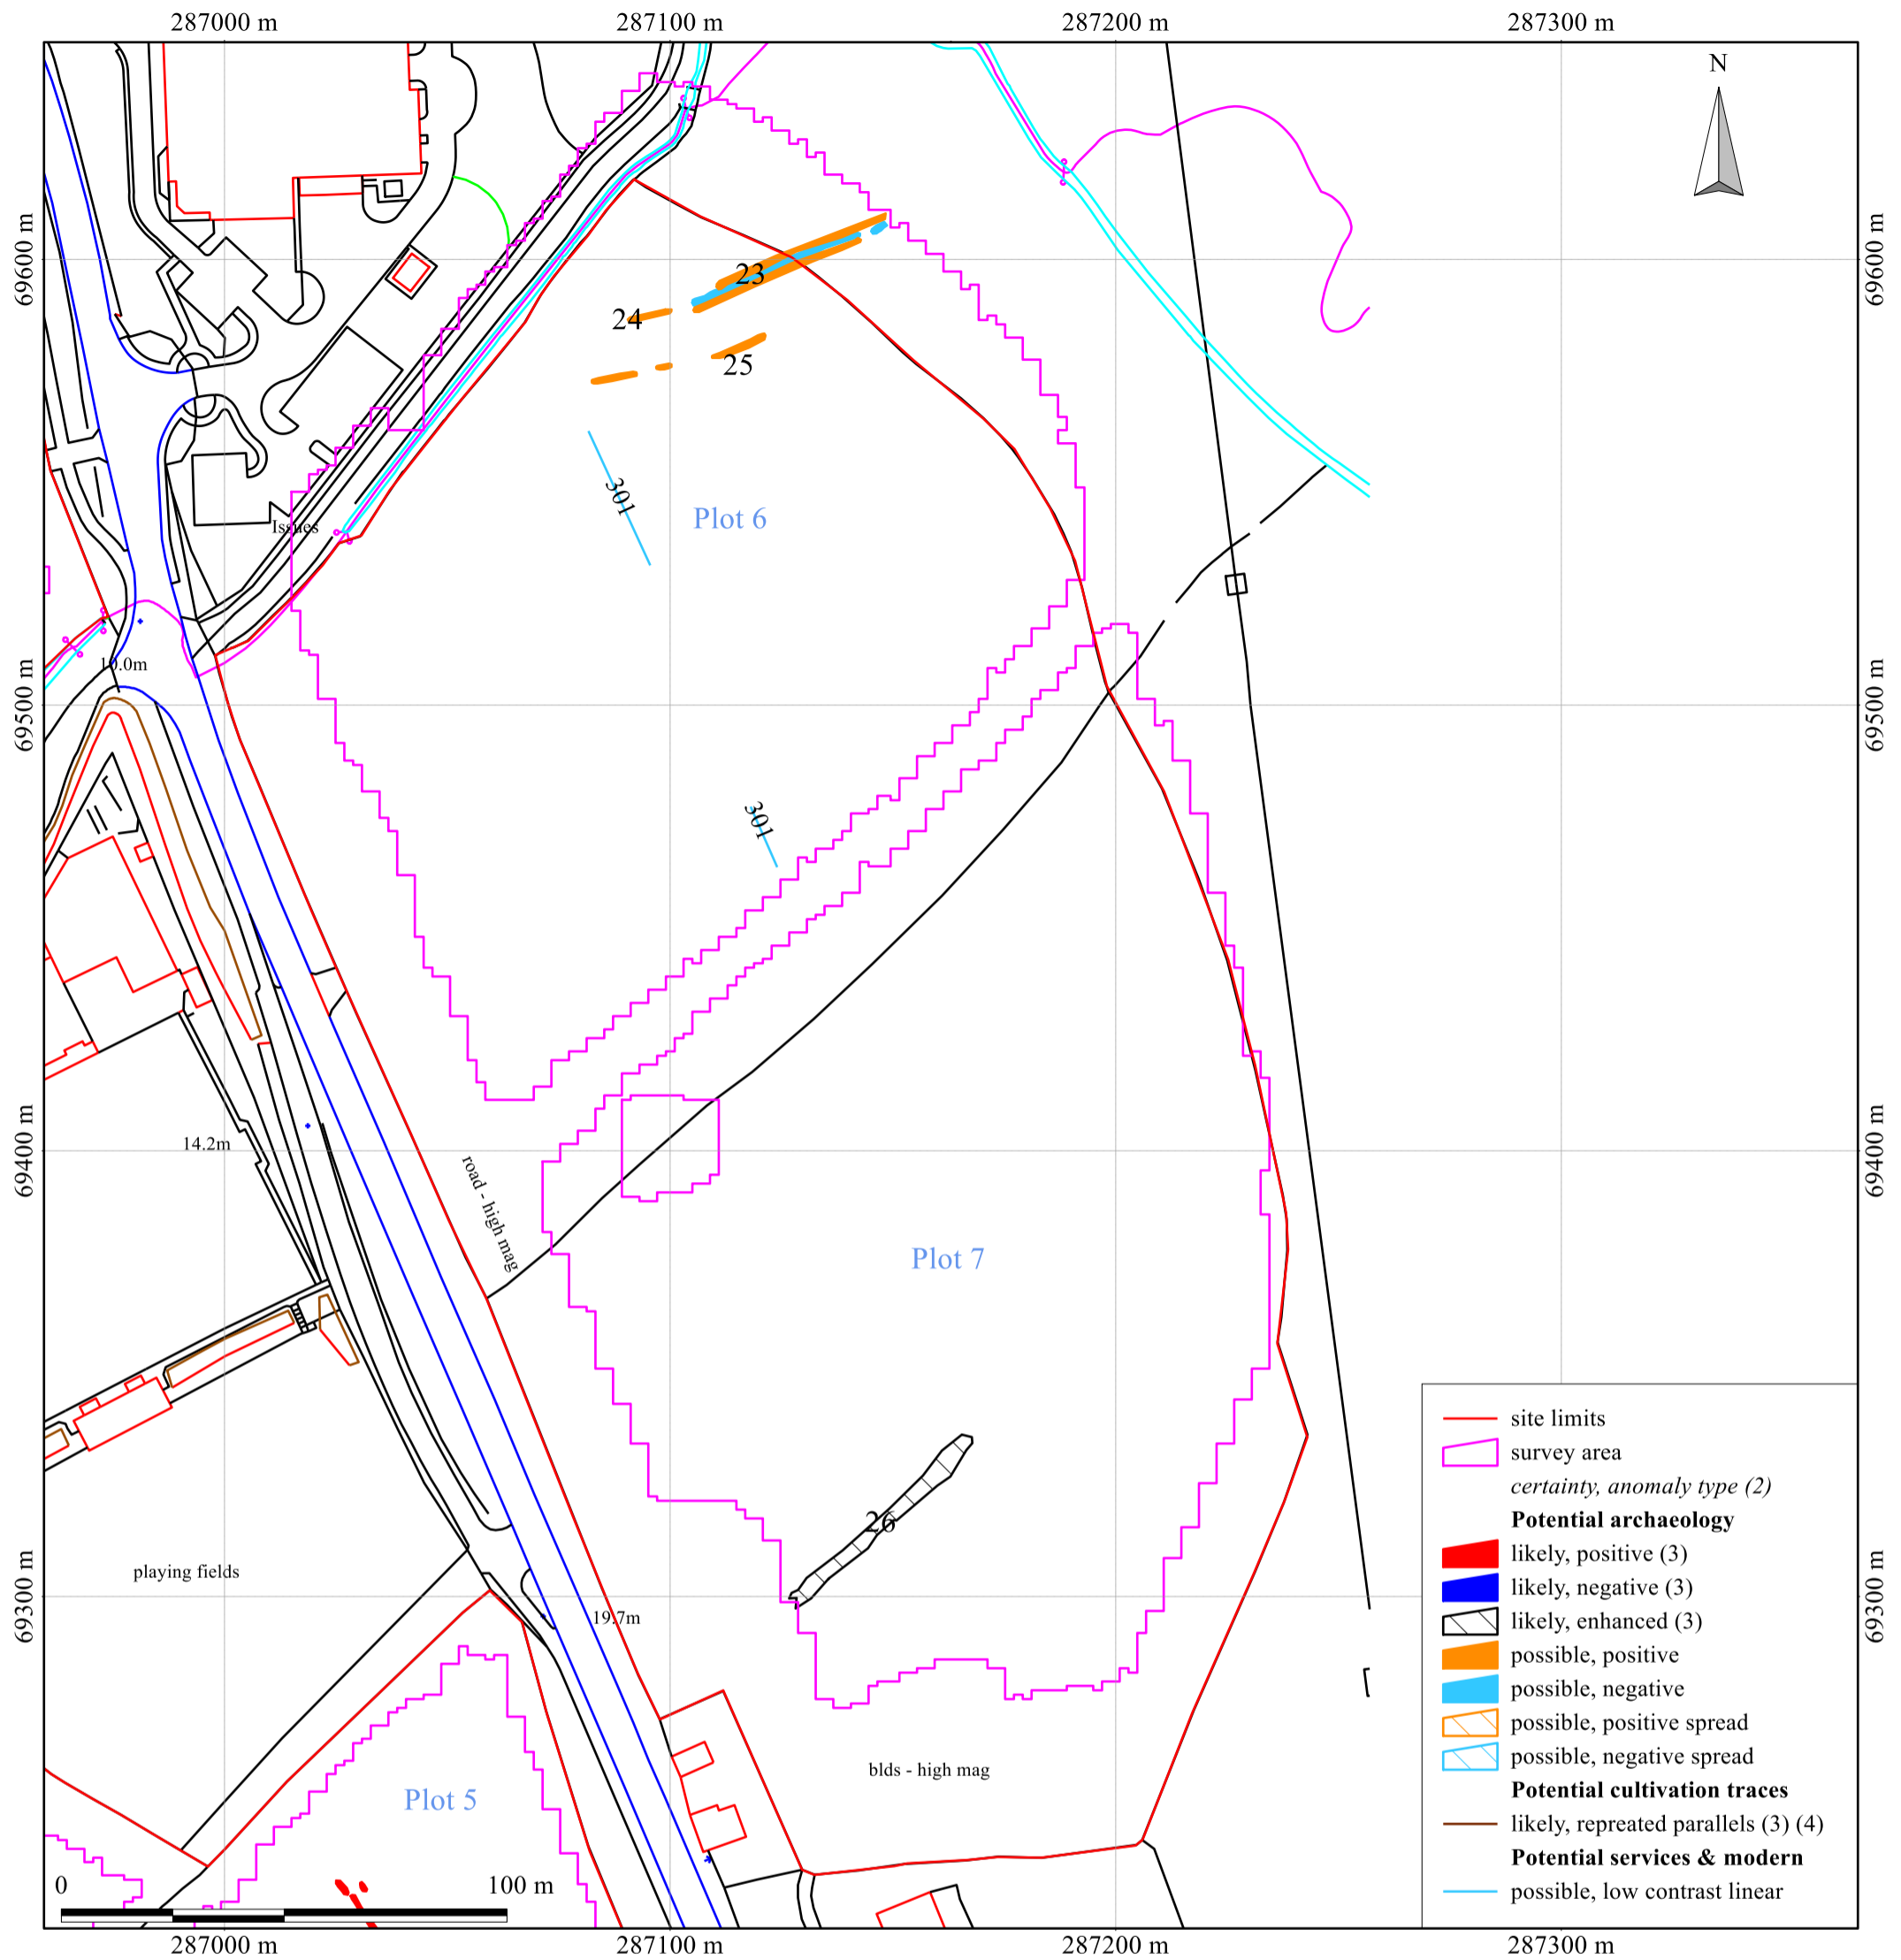 287000 m
287100 m
287200 m
287300 m
N
69600 m
69600 m
23
24
25
301
Plot 6
Issues
10.0m
69500 m
69500 m
301
14.2m
69400 m
69400 m
road - high mag
Plot 7
26
playing fields
19.7m
69300 m
69300 m
blds - high mag
Plot 5
0
100 m
site limits
survey area
certainty, anomaly type (2)
Potential archaeology
likely, positive (3)
likely, negative (3)
likely, enhanced (3)
possible, positive
possible, negative
possible, positive spread
possible, negative spread
Potential cultivation traces
likely, repreated parallels (3) (4)
Potential services & modern
possible, low contrast linear
287000 m
287100 m
287200 m
287300 m